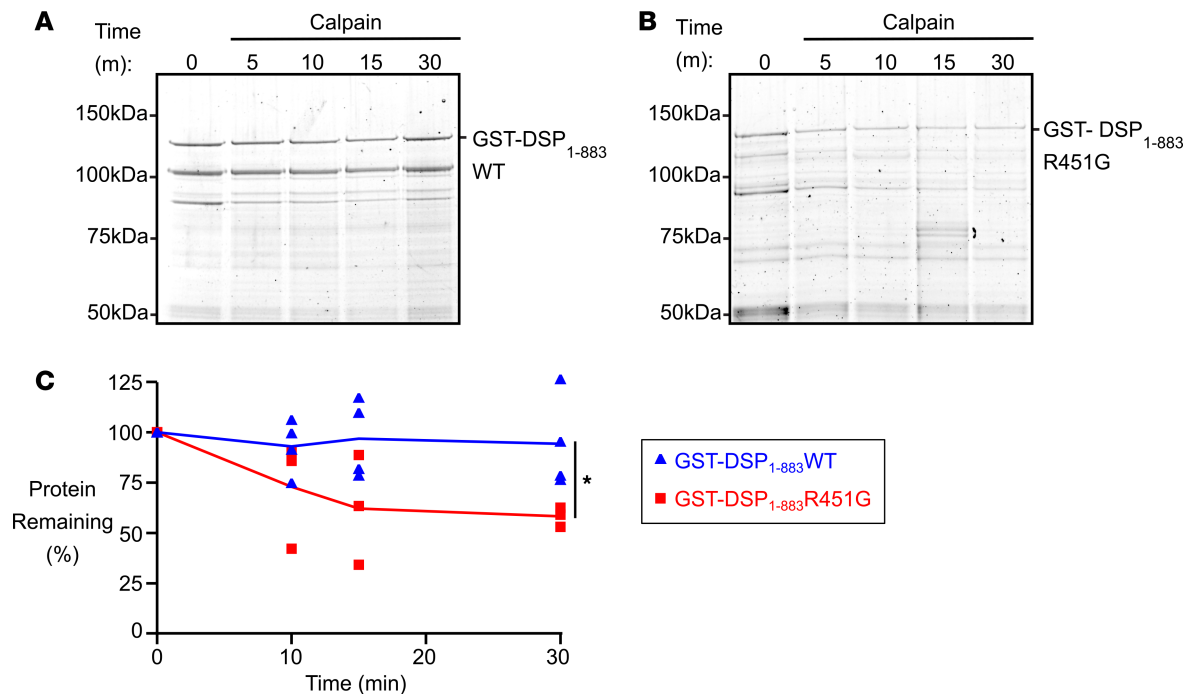 A
Time
(m):
Calpain
0 5 10 15 30
150kDa
100kDa
75kDa
50kDa
GST-DSP1-883
WT
B
Time
(m):
Calpain
0 5 10 15 30
150kDa
100kDa
75kDa
50kDa
GST- DSP1-883
R451G
C
Protein
Remaining
(%)
125
100
75
50
25
0
0 10 20 30
Time (min)
*
GST-DSP1-883WT
GST-DSP1-883R451G